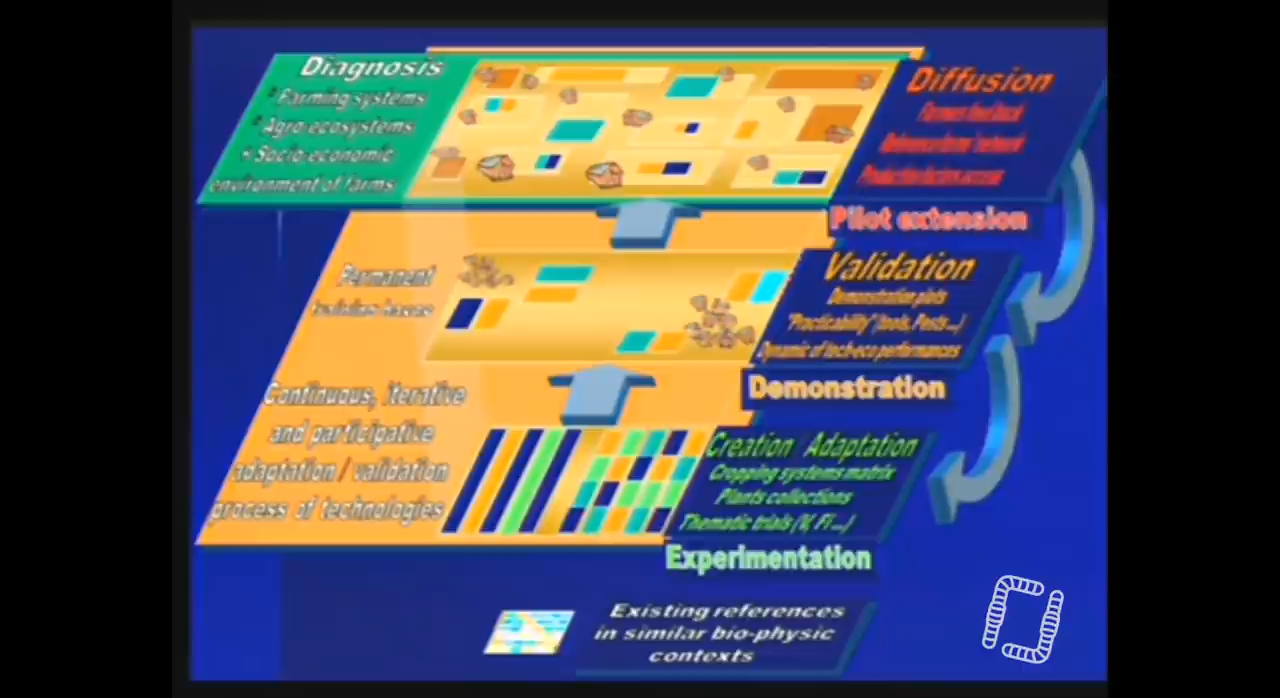 Diagnosis
* Farming systems
* Agro ecosystems
* Socio economic
environment of farms
Diffusion
Pilot extension
Permanent
training bases
Validation
Demonstration plots
"Practicability" (tools, Pests ...)
Dynamic of tech-eco performances
Demonstration
Continuous, iterative
and participative
adaptation / validation
process of technologies
Creation Adaptation
Cropping systems matrix
Plants collections
Thematic trials (V, F ...)
Experimentation
Existing references
in similar bio-physic
contexts